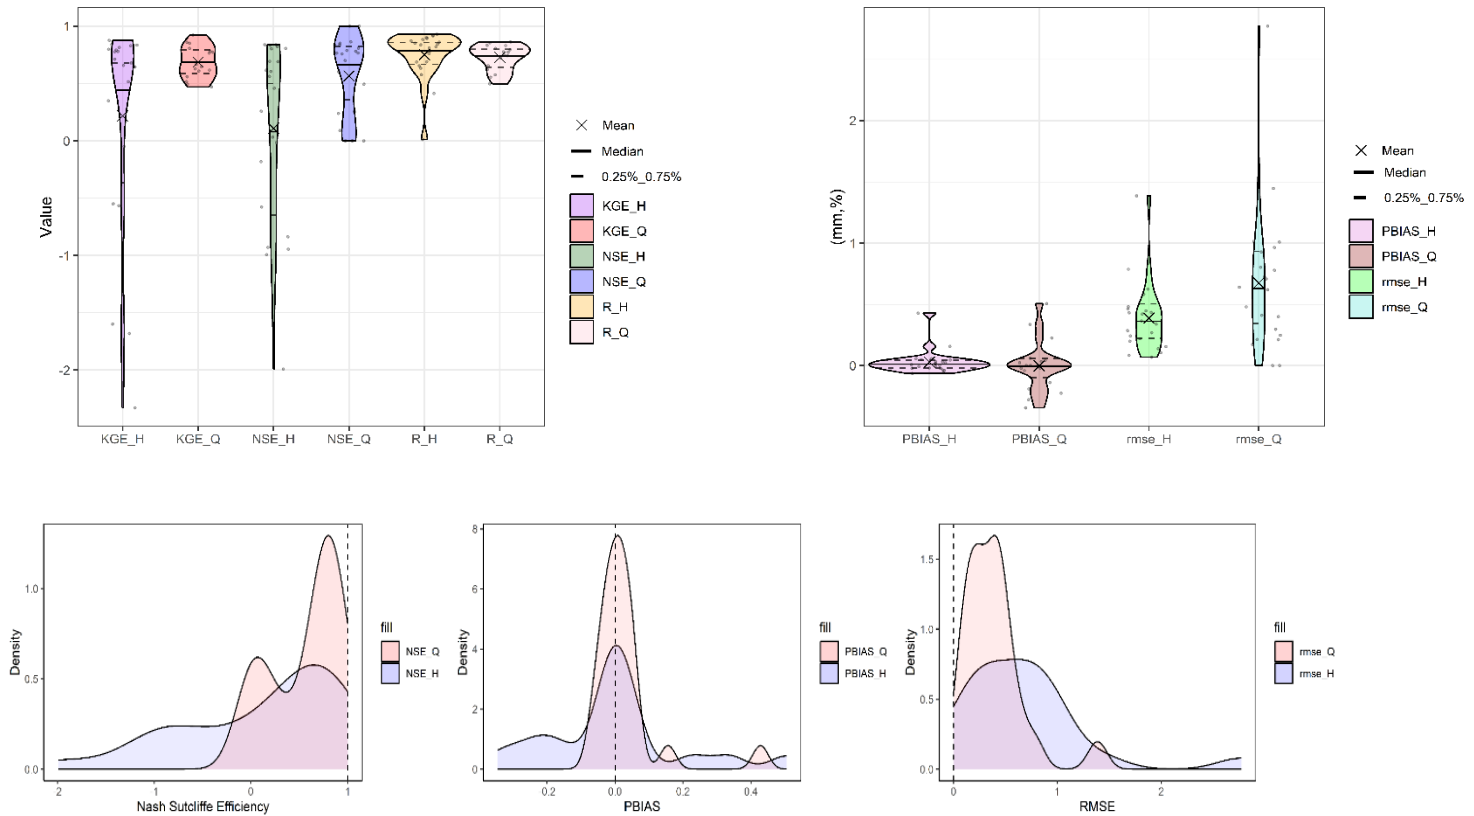 Value
1
0
-1
-2
KGE_H
KGE_Q
NSE_H
NSE_Q
R_H
R_Q
Mean
Median
0.25%_0.75%
KGE_H
KGE_Q
NSE_H
NSE_Q
R_H
R_Q
(mm,%)
2
1
0
PBIAS_H
PBIAS_Q
rmse_H
rmse_Q
Mean
Median
0.25%_0.75%
PBIAS_H
PBIAS_Q
rmse_H
rmse_Q
Density
1.0
0.5
0.0
2
1
0
1
Nash Sutcliffe Efficiency
fill
NSE_Q
NSE_H
Density
8
6
4
2
0
0.2
0.0
0.2
0.4
PBIAS
fill
PBIAS_Q
PBIAS_H
Density
1.5
1.0
0.5
0.0
0
1
2
RMSE
fill
rmse_Q
rmse_H